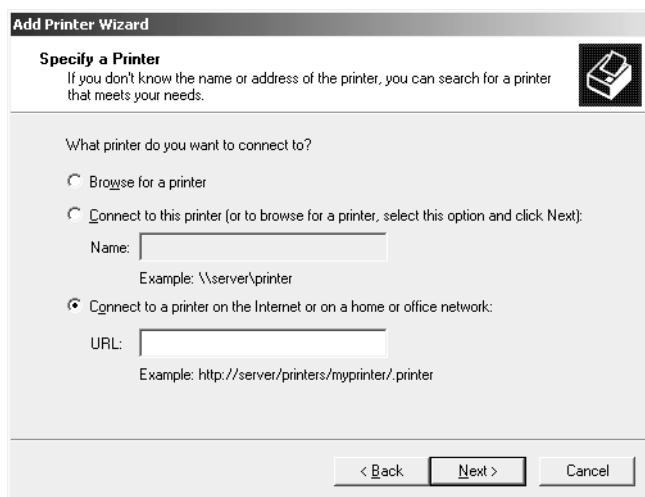 Add Printer Wizard
Specify a Printer
If you don't know the name or address of the printer, you can search for a printer
that meets your needs.
What printer do you want to connect to?
Browse for a printer
Connect to this printer (or to browse for a printer, select this option and click Next):
Name:
Example: \\server\printer
Connect to a printer on the Internet or on a home or office network:
URL:
Example: http://server/printers/myprinter/.printer
< Back Next > Cancel